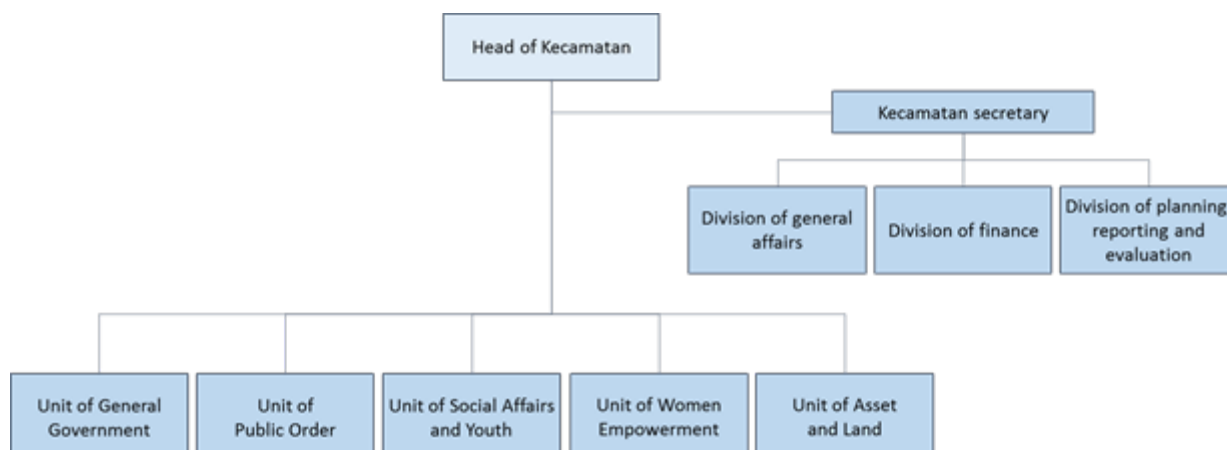 Head of Kecamatan
Kecamatan secretary
Division of general
affairs
Division of finance
Division of planning
reporting and
evaluation
Unit of General
Government
Unit of
Public Order
Unit of Social Affairs
and Youth
Unit of Women
Empowerment
Unit of Asset
and Land